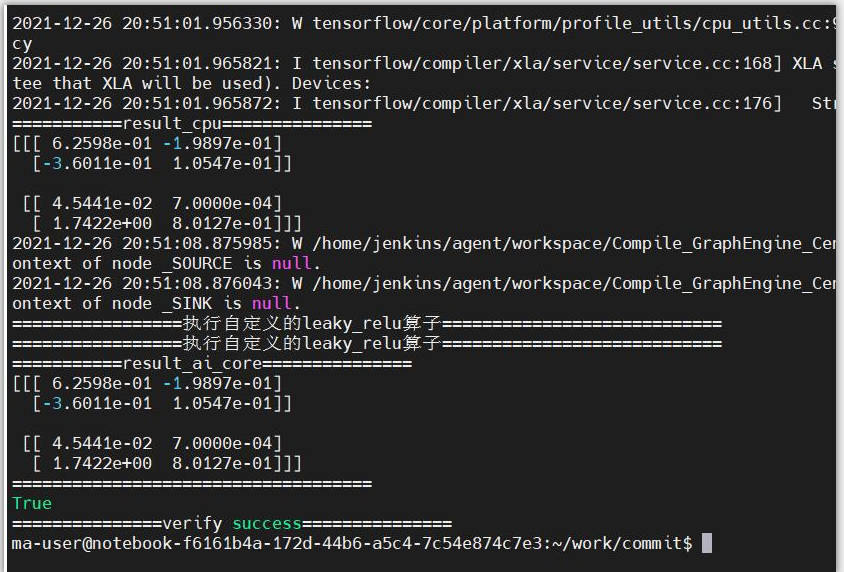 2021-12-26 20:51:01.956330: W tensorflow/core/platform/profile_utils/cpu_utils.cc:9
cy
2021-12-26 20:51:01.965821: I tensorflow/compiler/xla/service/service.cc:168] XLA s
tee that XLA will be used). Devices:
2021-12-26 20:51:01.965872: I tensorflow/compiler/xla/service/service.cc:176]   Str
===========result_cpu===============
[[[ 6.2598e-01 -1.9897e-01]
  [-3.6011e-01  1.0547e-01]]
 [[ 4.5441e-02  7.0000e-04]
  [ 1.7422e+00  8.0127e-01]]]
2021-12-26 20:51:08.875985: W /home/jenkins/agent/workspace/Compile_GraphEngine_Cen
ontext of node _SOURCE is null.
2021-12-26 20:51:08.876043: W /home/jenkins/agent/workspace/Compile_GraphEngine_Cen
ontext of node _SINK is null.
=================执行自定义的leaky_relu算子============================
=================执行自定义的leaky_relu算子============================
===========result_ai_core===============
[[[ 6.2598e-01 -1.9897e-01]
  [-3.6011e-01  1.0547e-01]]
 [[ 4.5441e-02  7.0000e-04]
  [ 1.7422e+00  8.0127e-01]]]
====================================
True
===============verify success===============
ma-user@notebook-f6161b4a-172d-44b6-a5c4-7c54e874c7e3:~/work/commit$